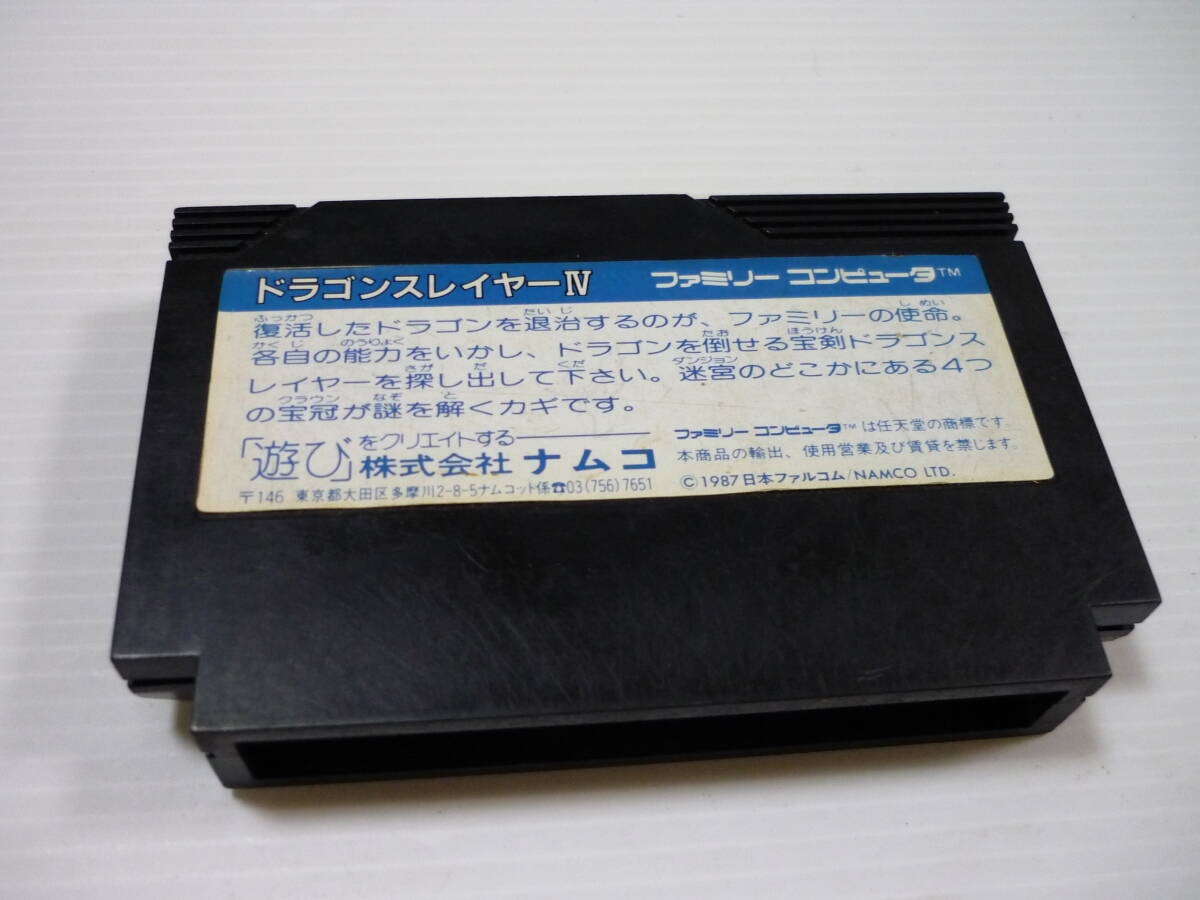 ドラゴンスレイヤーIV ファミリー コンピュータ™
ふっかつ たいじ しめい
復活したドラゴンを退治するのが、ファミリーの使命。
かくじ のうりょく たお ほうけん
各自の能力をいかし、ドラゴンを倒せる宝剣ドラゴンス
さが だ くだ ダンジョン
レイヤーを探し出して下さい。迷宮のどこかにある4つ
クラウン なぞ と
の宝冠が謎を解くカギです。
「遊び」をクリエイトする
株式会社 ナムコ
〒146 東京都大田区多摩川2-8-5ナムコット係☎03(756)7651
ファミリー コンピュータ™は任天堂の商標です。
本商品の輸出、使用営業及び賃貸を禁じます。
©1987 日本ファルコム/NAMCO LTD.